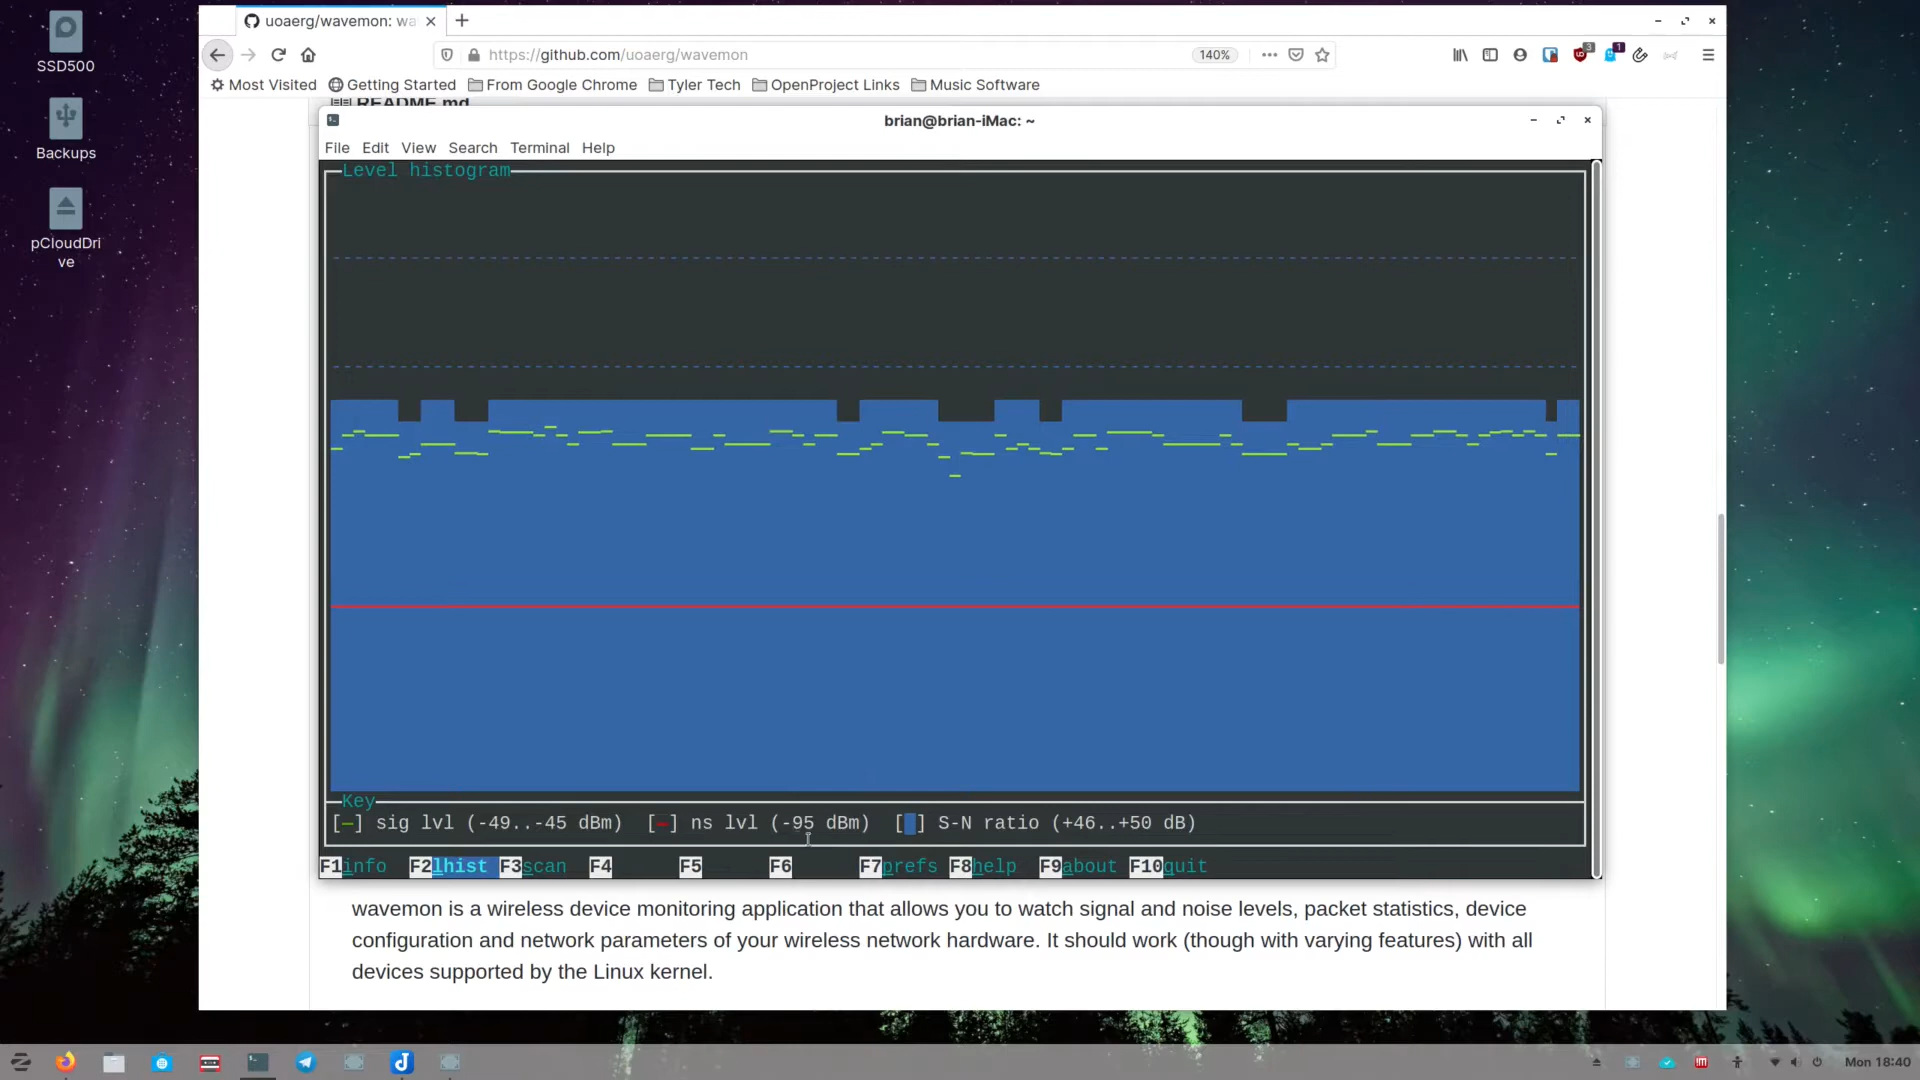 SSD500
Backups
pCloudDri
ve
uoaerg/wavemon: wa
https://github.com/uoaerg/wavemon
140%
3
1
Most Visited
Getting Started
From Google Chrome
Tyler Tech
OpenProject Links
Music Software
README.md
brian@brian-iMac: ~
File Edit View Search Terminal Help
Level histogram
Key
[—] sig lvl (-49..-45 dBm) [—] ns lvl (-95 dBm) [ ] S-N ratio (+46..+50 dB)
F1info F2lhist F3scan F4 F5 F6 F7prefs F8help F9about F10quit
wavemon is a wireless device monitoring application that allows you to watch signal and noise levels, packet statistics, device
configuration and network parameters of your wireless network hardware. It should work (though with varying features) with all
devices supported by the Linux kernel.
Mon 18:40